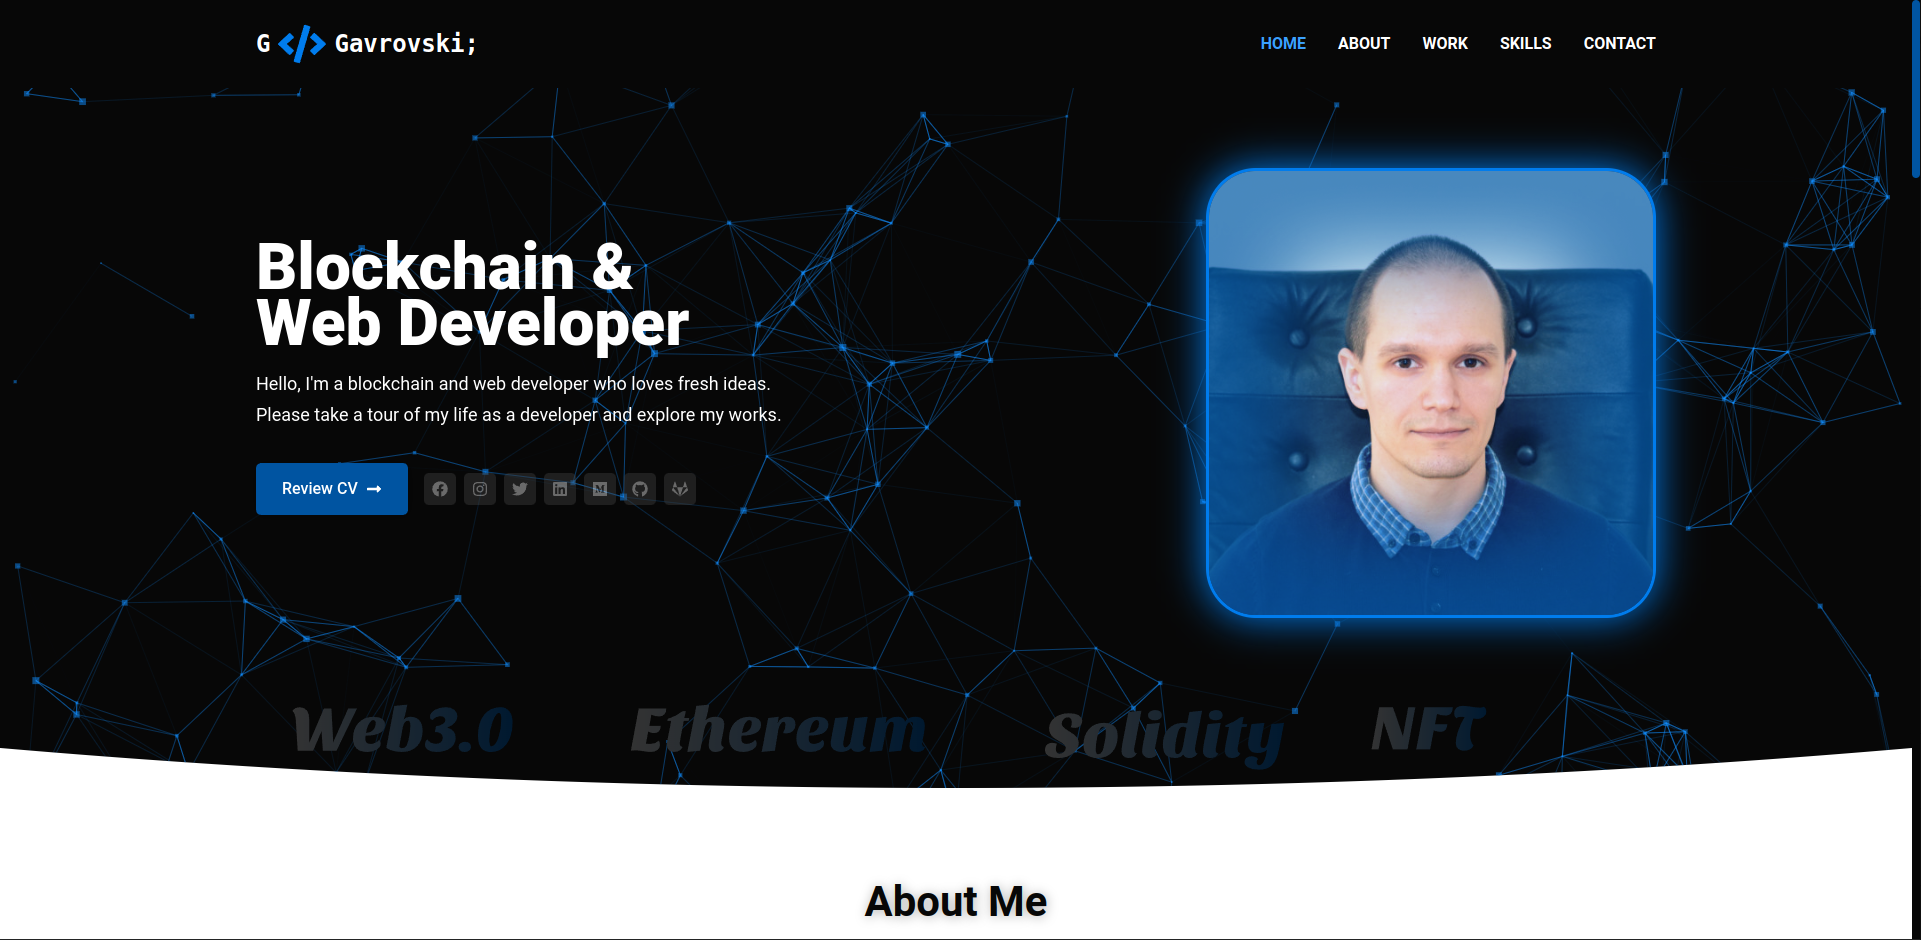 G </> Gavrovski;
HOME ABOUT WORK SKILLS CONTACT
Blockchain &
Web Developer
Hello, I'm a blockchain and web developer who loves fresh ideas.
Please take a tour of my life as a developer and explore my works.
Review CV
Web3.0 Ethereum Solidity NFT
About Me